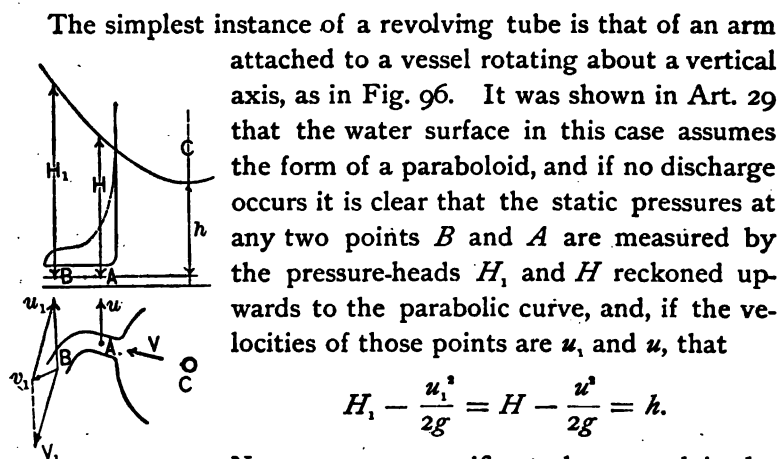 The simplest instance of a revolving tube is that of an arm
attached to a vessel rotating about a vertical
axis, as in Fig. 96. It was shown in Art. 29
that the water surface in this case assumes
the form of a paraboloid, and if no discharge
occurs it is clear that the static pressures at
any two points B and A are measured by
the pressure-heads H₁ and H reckoned up-
wards to the parabolic curve, and, if the ve-
locities of those points are u₁ and u, that
H₁ − u₁²/2g = H − u²/2g = h.
C
H₁
H
h
B
A
u₁
u
B
A
V
C
v₁
V₁